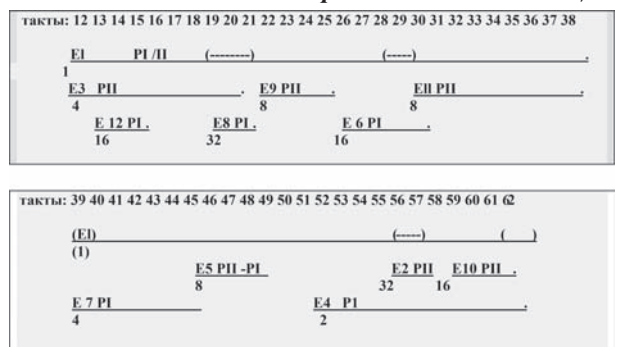 такты: 12 13 14 15 16 17 18 19 20 21 22 23 24 25 26 27 28 29 30 31 32 33 34 35 36 37 38
E1 PI /II (--------) (-----) .
1
E3 PII . E9 PII . Ell PII .
4 8 8
E 12 PI . E8 PI . E 6 PI .
16 32 16
такты: 39 40 41 42 43 44 45 46 47 48 49 50 51 52 53 54 55 56 57 58 59 60 61 62
(El) (-----) ( )
(1)
E5 PII -PI E2 PII E10 PII .
8 32 16
E 7 PI E4 P1 .
4 2